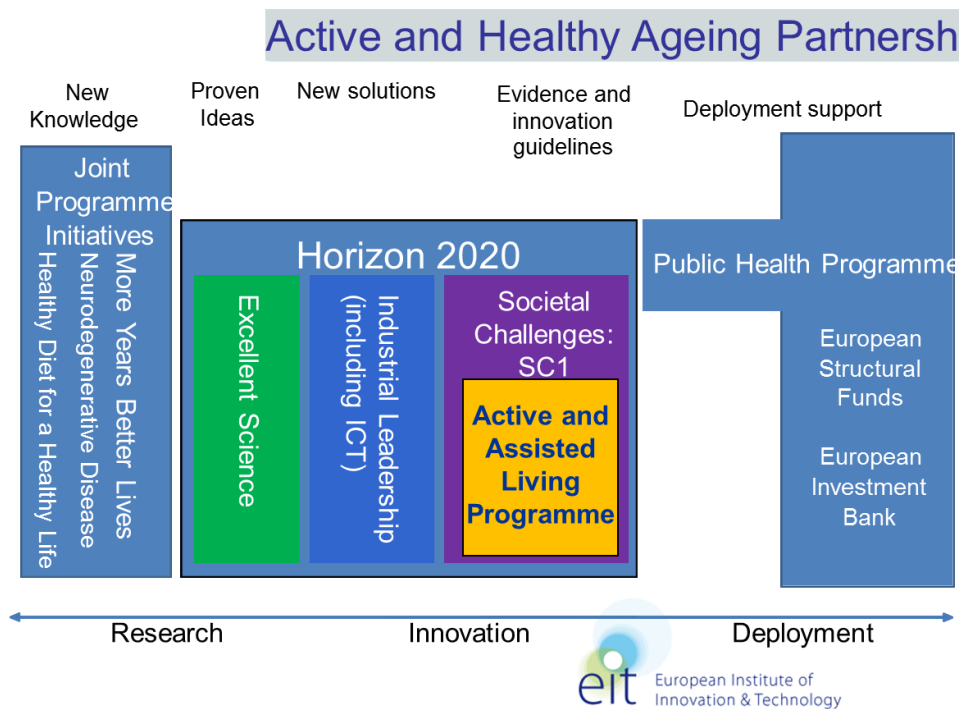 Active and Healthy Ageing Partnersh
New
Knowledge
Proven
Ideas
New solutions
Evidence and
innovation
guidelines
Deployment support
Joint
Programme
Initiatives
More Years Better Lives
Neurodegenerative Disease
Healthy Diet for a Healthy Life
Horizon 2020
Excellent Science
Industrial Leadership
(including ICT)
Societal
Challenges:
SC1
Active and
Assisted
Living
Programme
Public Health Programme
European
Structural
Funds
European
Investment
Bank
Research
Innovation
Deployment
eit
European Institute of
Innovation & Technology